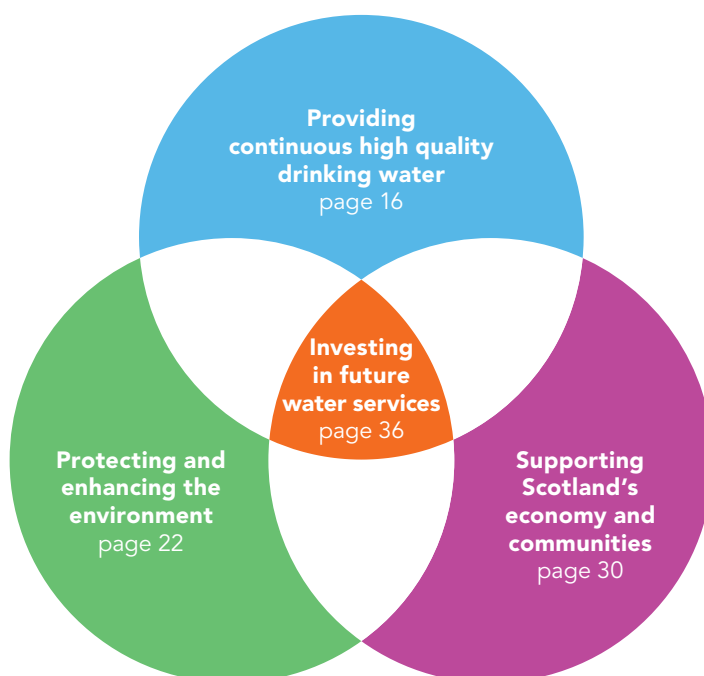 Providing
continuous high quality
drinking water
page 16
Investing
in future
water services
page 36
Protecting and
enhancing the
environment
page 22
Supporting
Scotland’s
economy and
communities
page 30